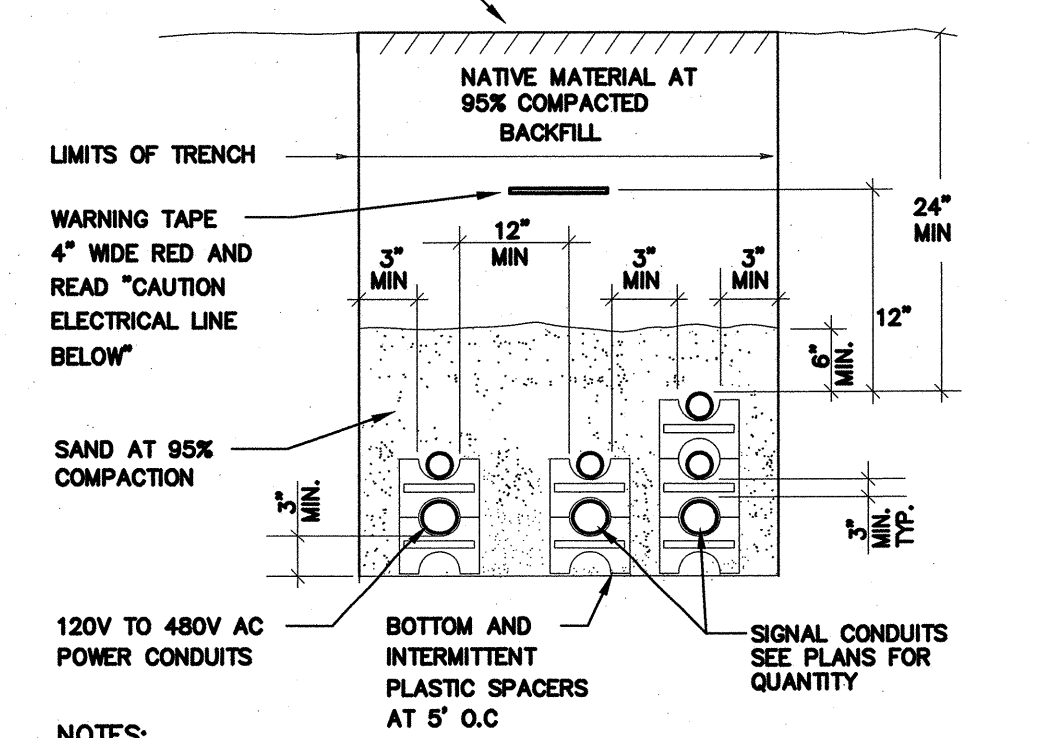 NATIVE MATERIAL AT
95% COMPACTED
BACKFILL
LIMITS OF TRENCH
WARNING TAPE
4" WIDE RED AND
READ "CAUTION
ELECTRICAL LINE
BELOW"
12"
MIN
3"
MIN
3"
MIN
3"
MIN
24"
MIN
12"
6"
MIN.
SAND AT 95%
COMPACTION
3"
MIN.
3"
MIN.
TYP.
120V TO 480V AC
POWER CONDUITS
BOTTOM AND
INTERMITTENT
PLASTIC SPACERS
AT 5' O.C
SIGNAL CONDUITS
SEE PLANS FOR
QUANTITY
NOTES: